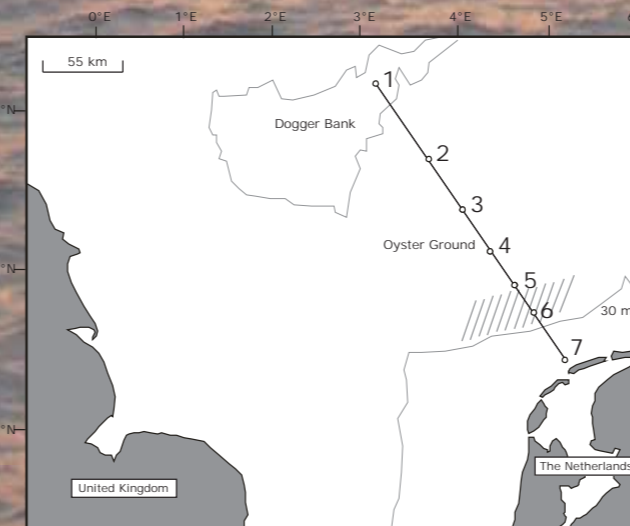 0°E 1°E 2°E 3°E 4°E 5°E
55 km
1
°N
Dogger Bank
2
3
Oyster Ground
4
°N
5
6
30 m
7
°N
The Netherlands
United Kingdom